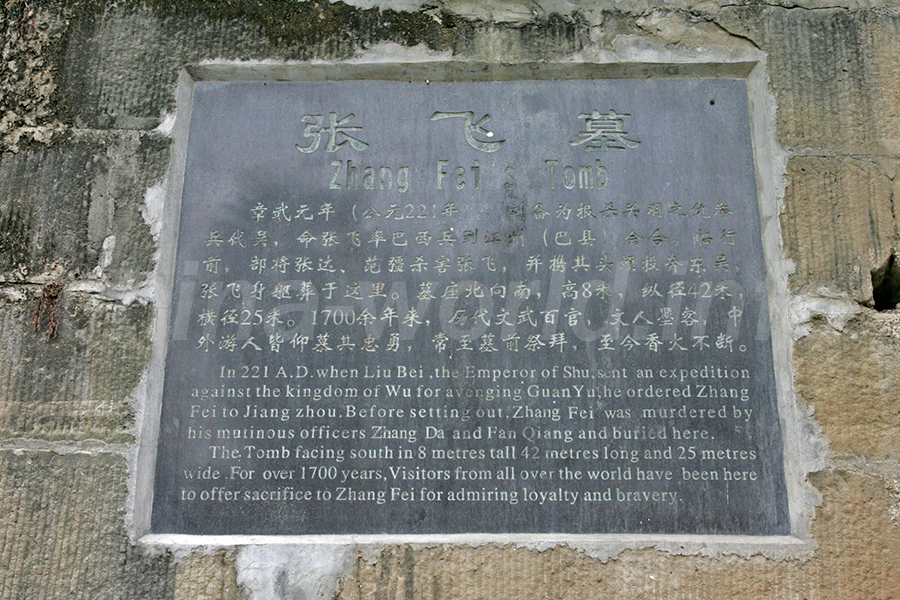 张飞墓
Zhang Fei's Tomb
章武元年（公元221年） 刘备为报杀关羽之仇率
兵伐吴，命张飞率巴西兵到江州（巴县）会合。临行
前，部将张达、范彊杀害张飞，并携其头颅投奔东吴，
张飞身躯葬于这里。墓座北向南，高8米、纵径42米，
横径25米。1700余年来，历代文武百官、文人墨客，中
外游人皆仰慕其忠勇，常至墓前祭拜，至今香火不断。
In 221 A.D. when Liu Bei ,the Emperor of Shu,sent an expedition
against the kingdom of Wu for avenging GuanYu,he ordered Zhang
Fei to Jiang zhou. Before setting out, Zhang Fei was murdered by
his mutinous officers Zhang Da and Fan Qiang and buried here.
The Tomb facing south in 8 metres tall 42 metres long and 25 metres
wide .For over 1700 years, Visitors from all over the world have been here
to offer sacrifice to Zhang Fei for admiring loyalty and bravery.